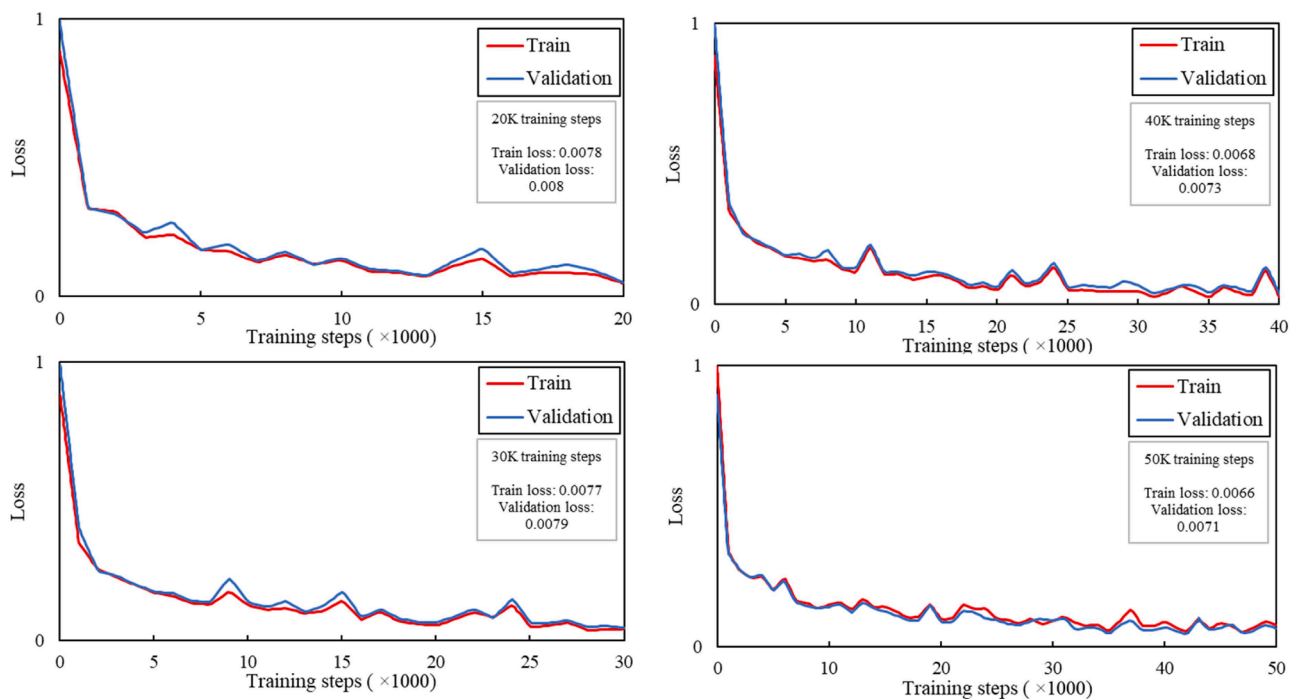 1
Loss
0
Train
Validation
20K training steps
Train loss: 0.0078
Validation loss:
0.008
0
5
10
15
20
Training steps ( ×1000)
1
Loss
0
Train
Validation
40K training steps
Train loss: 0.0068
Validation loss:
0.0073
0
5
10
15
20
25
30
35
40
Training steps ( ×1000)
1
Loss
0
Train
Validation
30K training steps
Train loss: 0.0077
Validation loss:
0.0079
0
5
10
15
20
25
30
Training steps ( ×1000)
1
Loss
0
Train
Validation
50K training steps
Train loss: 0.0066
Validation loss:
0.0071
0
10
20
30
40
50
Training steps ( ×1000)